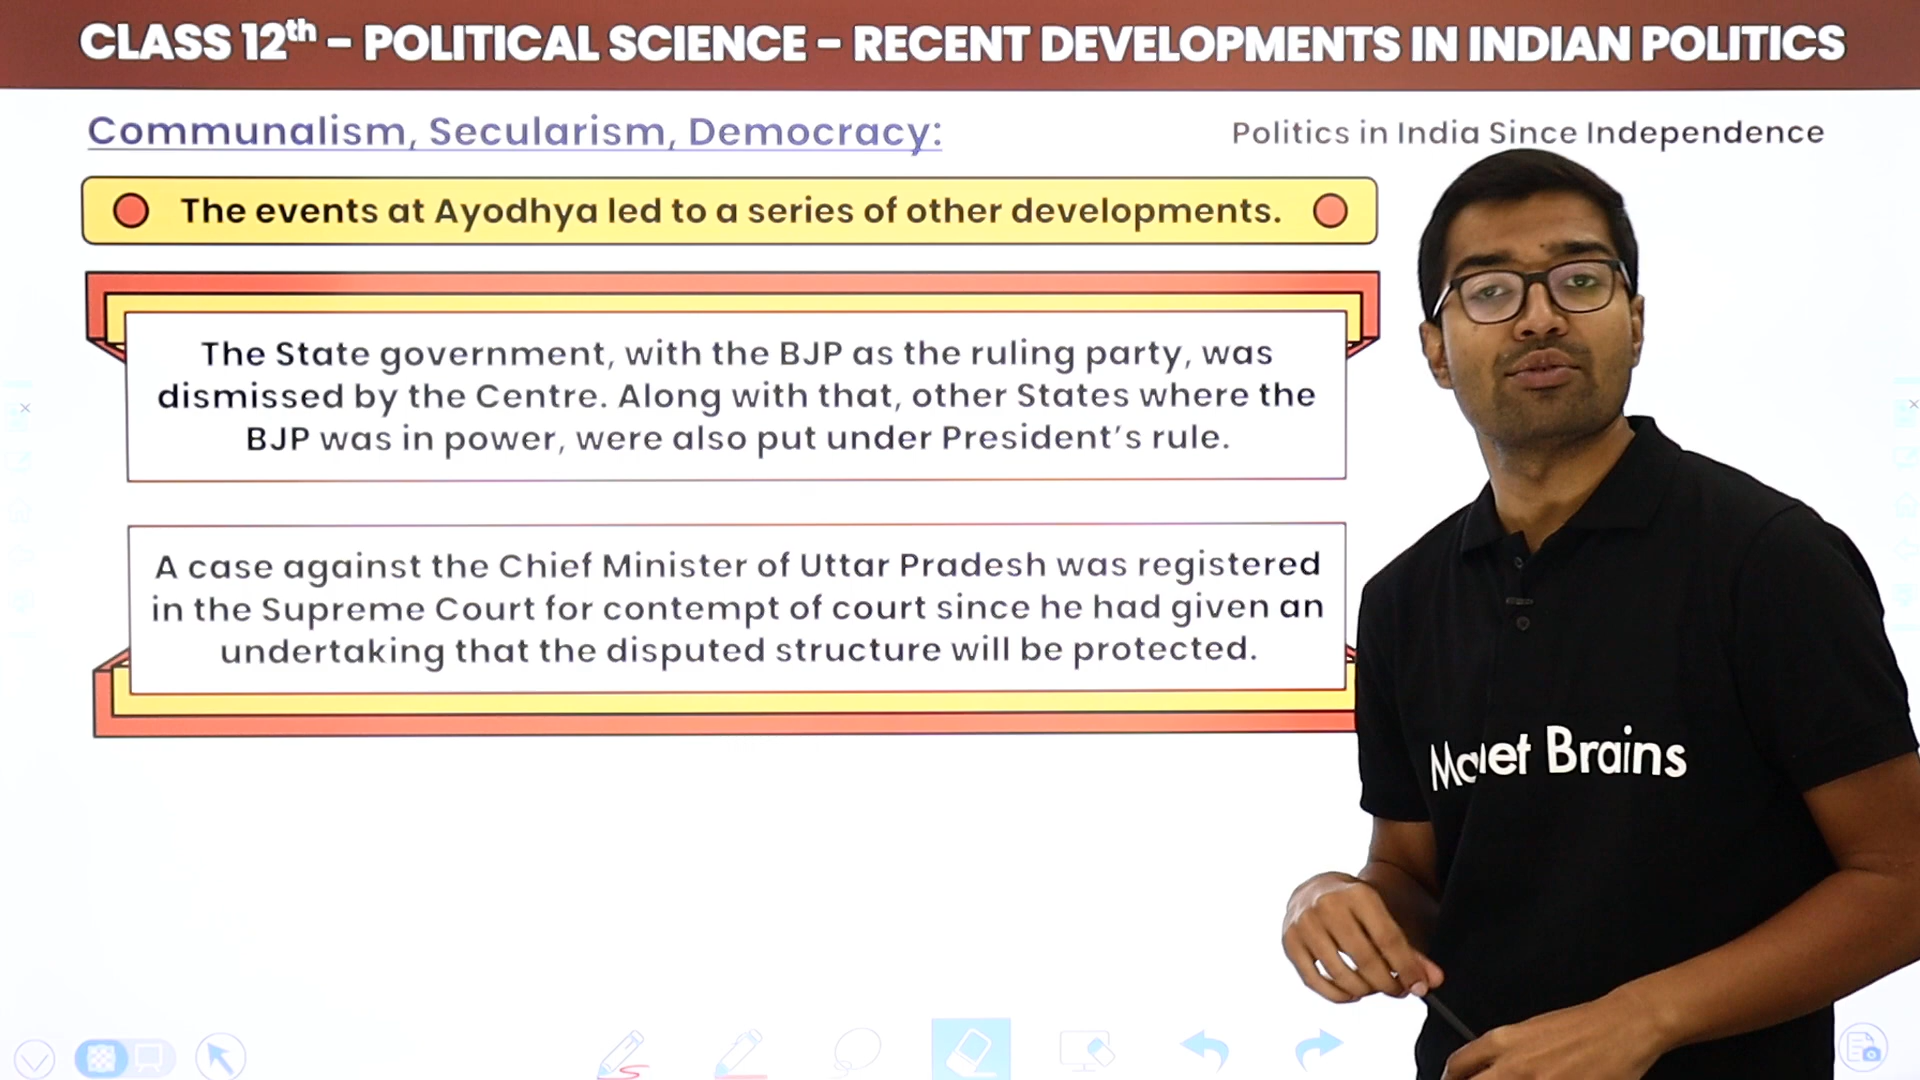 CLASS 12th – POLITICAL SCIENCE – RECENT DEVELOPMENTS IN INDIAN POLITICS
Communalism, Secularism, Democracy:
Politics in India Since Independence
The events at Ayodhya led to a series of other developments.
The State government, with the BJP as the ruling party, was
dismissed by the Centre. Along with that, other States where the
BJP was in power, were also put under President's rule.
A case against the Chief Minister of Uttar Pradesh was registered
in the Supreme Court for contempt of court since he had given an
undertaking that the disputed structure will be protected.
Brains